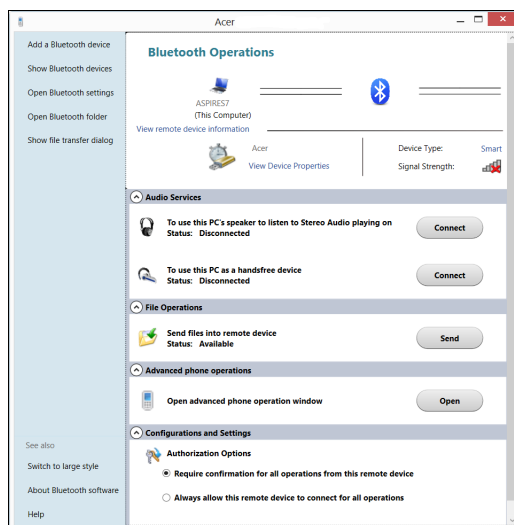 Acer
Add a Bluetooth device
Show Bluetooth devices
Open Bluetooth settings
Open Bluetooth folder
Show file transfer dialog
Bluetooth Operations
ASPIRES7
(This Computer)
View remote device information
Acer
View Device Properties
Device Type: Smart
Signal Strength:
Audio Services
To use this PC's speaker to listen to Stereo Audio playing on
Status: Disconnected
Connect
To use this PC as a handsfree device
Status: Disconnected
Connect
File Operations
Send files into remote device
Status: Available
Send
Advanced phone operations
Open advanced phone operation window
Open
Configurations and Settings
Authorization Options
Require confirmation for all operations from this remote device
Always allow this remote device to connect for all operations
See also
Switch to large style
About Bluetooth software
Help